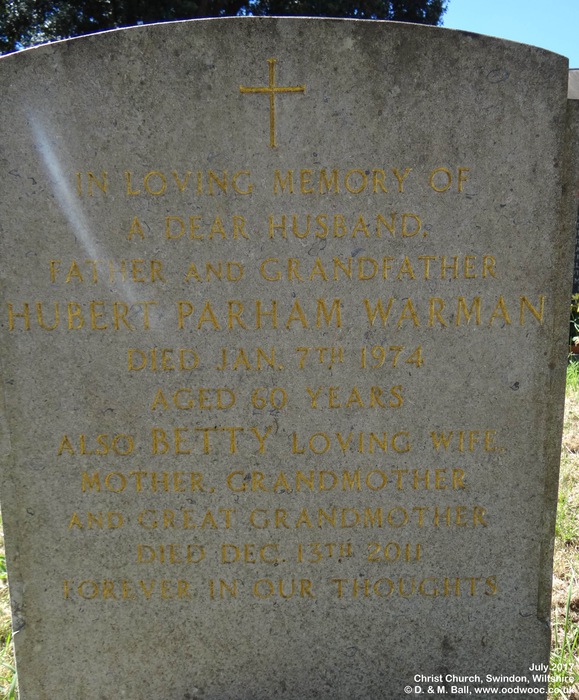 IN LOVING MEMORY OF
A DEAR HUSBAND,
FATHER AND GRANDFATHER
HUBERT PARHAM WARMAN
DIED JAN. 7TH 1974
AGED 60 YEARS
ALSO BETTY LOVING WIFE,
MOTHER, GRANDMOTHER
AND GREAT GRANDMOTHER
DIED DEC. 13TH 2011
FOREVER IN OUR THOUGHTS
July 2017
Christ Church, Swindon, Wiltshire
© D. & M. Ball, www.oodwooc.co.uk